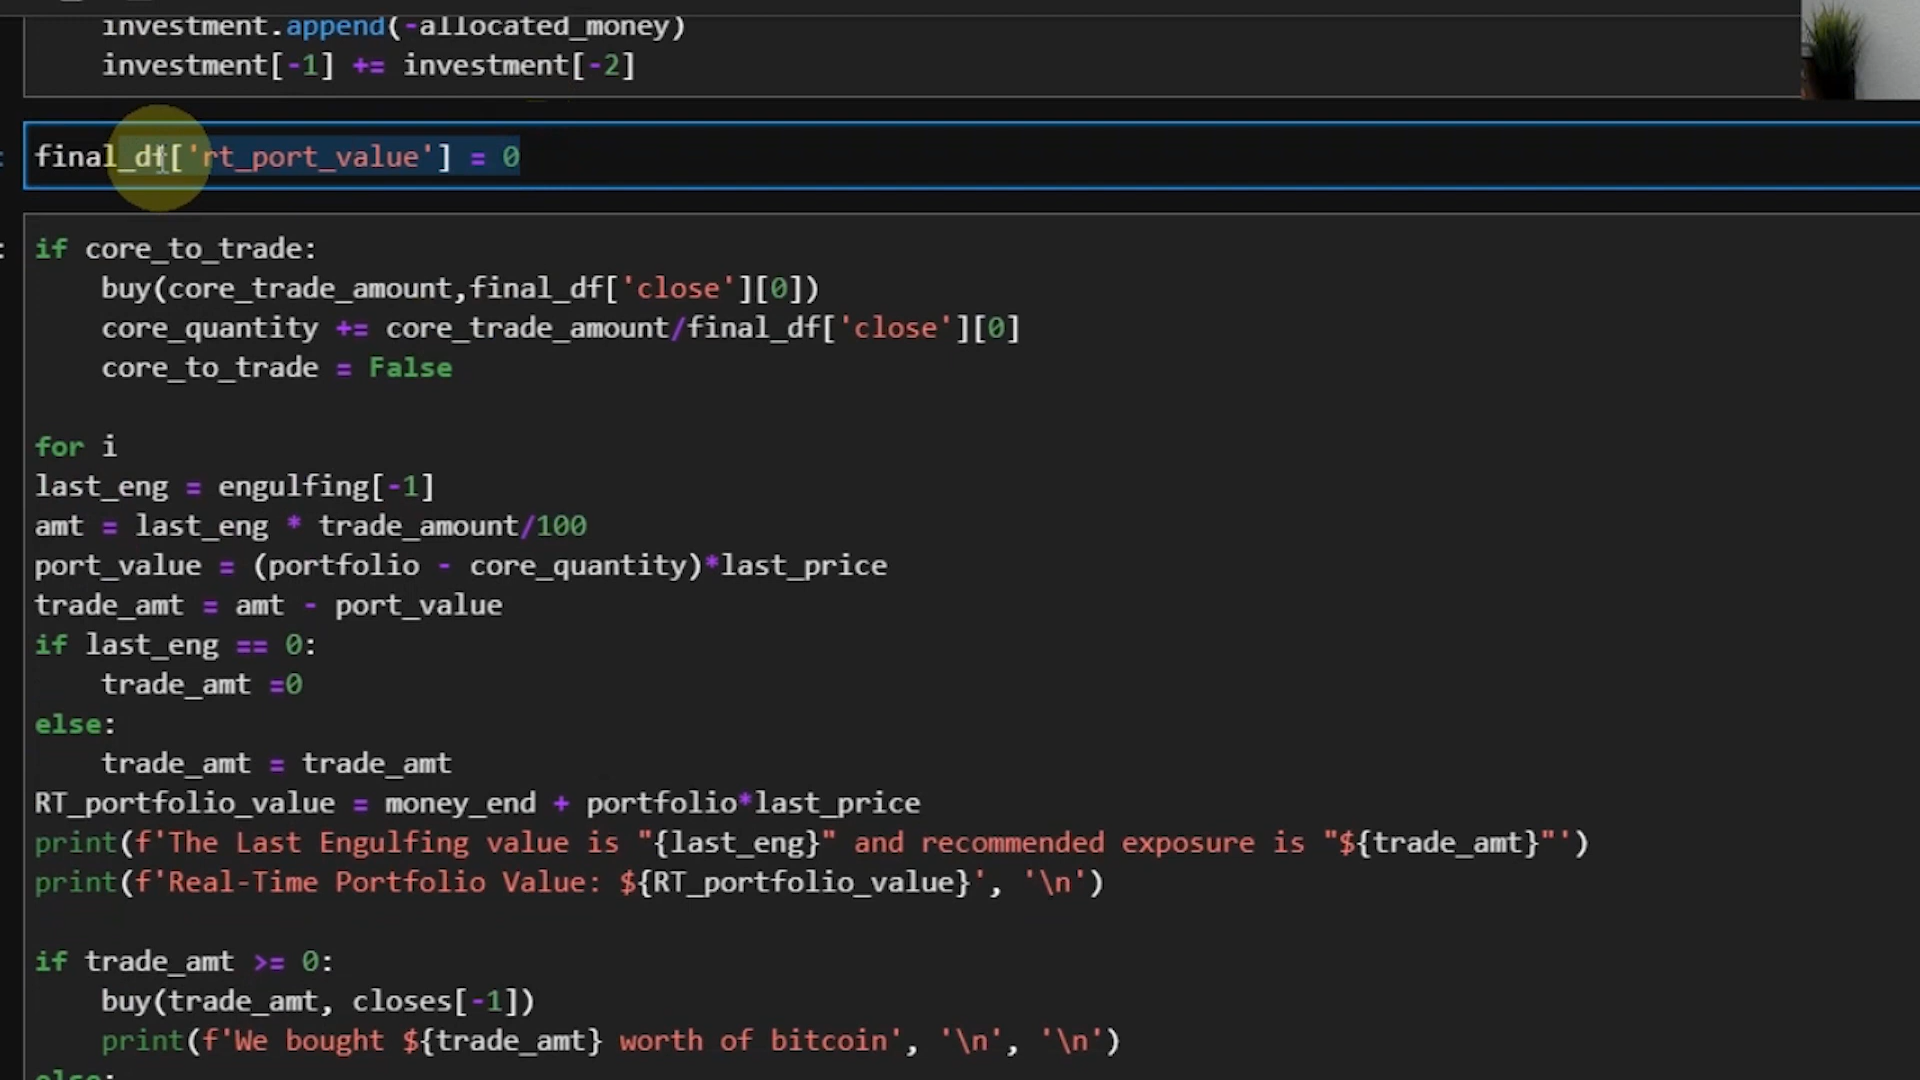 investment.append(-allocated_money)
investment[-1] += investment[-2]
final_df['rt_port_value'] = 0
:
if core_to_trade:
buy(core_trade_amount,final_df['close'][0])
core_quantity += core_trade_amount/final_df['close'][0]
core_to_trade = False
for i
last_eng = engulfing[-1]
amt = last_eng * trade_amount/100
port_value = (portfolio - core_quantity)*last_price
trade_amt = amt - port_value
if last_eng == 0:
trade_amt =0
else:
trade_amt = trade_amt
RT_portfolio_value = money_end + portfolio*last_price
print(f'The Last Engulfing value is "{last_eng}" and recommended exposure is "${trade_amt}"')
print(f'Real-Time Portfolio Value: ${RT_portfolio_value}', '\n')
if trade_amt >= 0:
buy(trade_amt, closes[-1])
print(f'We bought ${trade_amt} worth of bitcoin', '\n', '\n')
else: